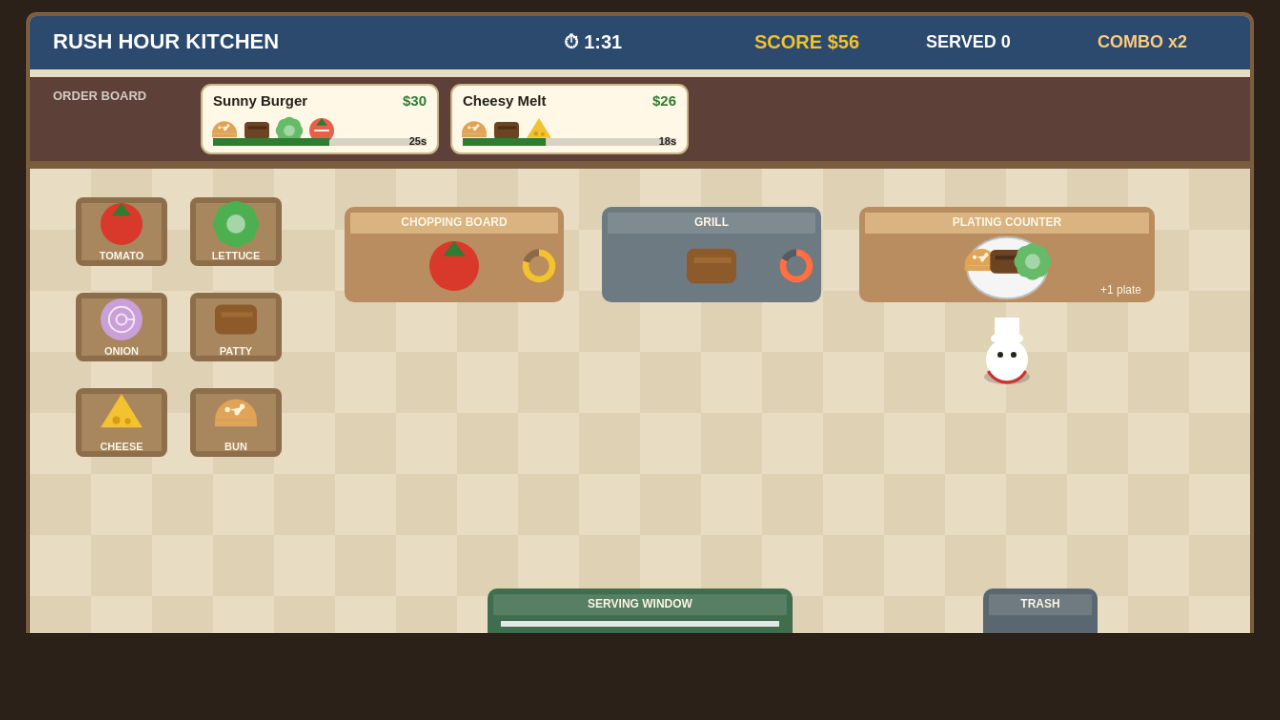 RUSH HOUR KITCHEN
⏱ 1:31
SCORE $56
SERVED 0
COMBO x2
ORDER BOARD
Sunny Burger $30
25s
Cheesy Melt $26
18s
TOMATO
LETTUCE
ONION
PATTY
CHEESE
BUN
CHOPPING BOARD
GRILL
PLATING COUNTER
+1 plate
SERVING WINDOW
TRASH